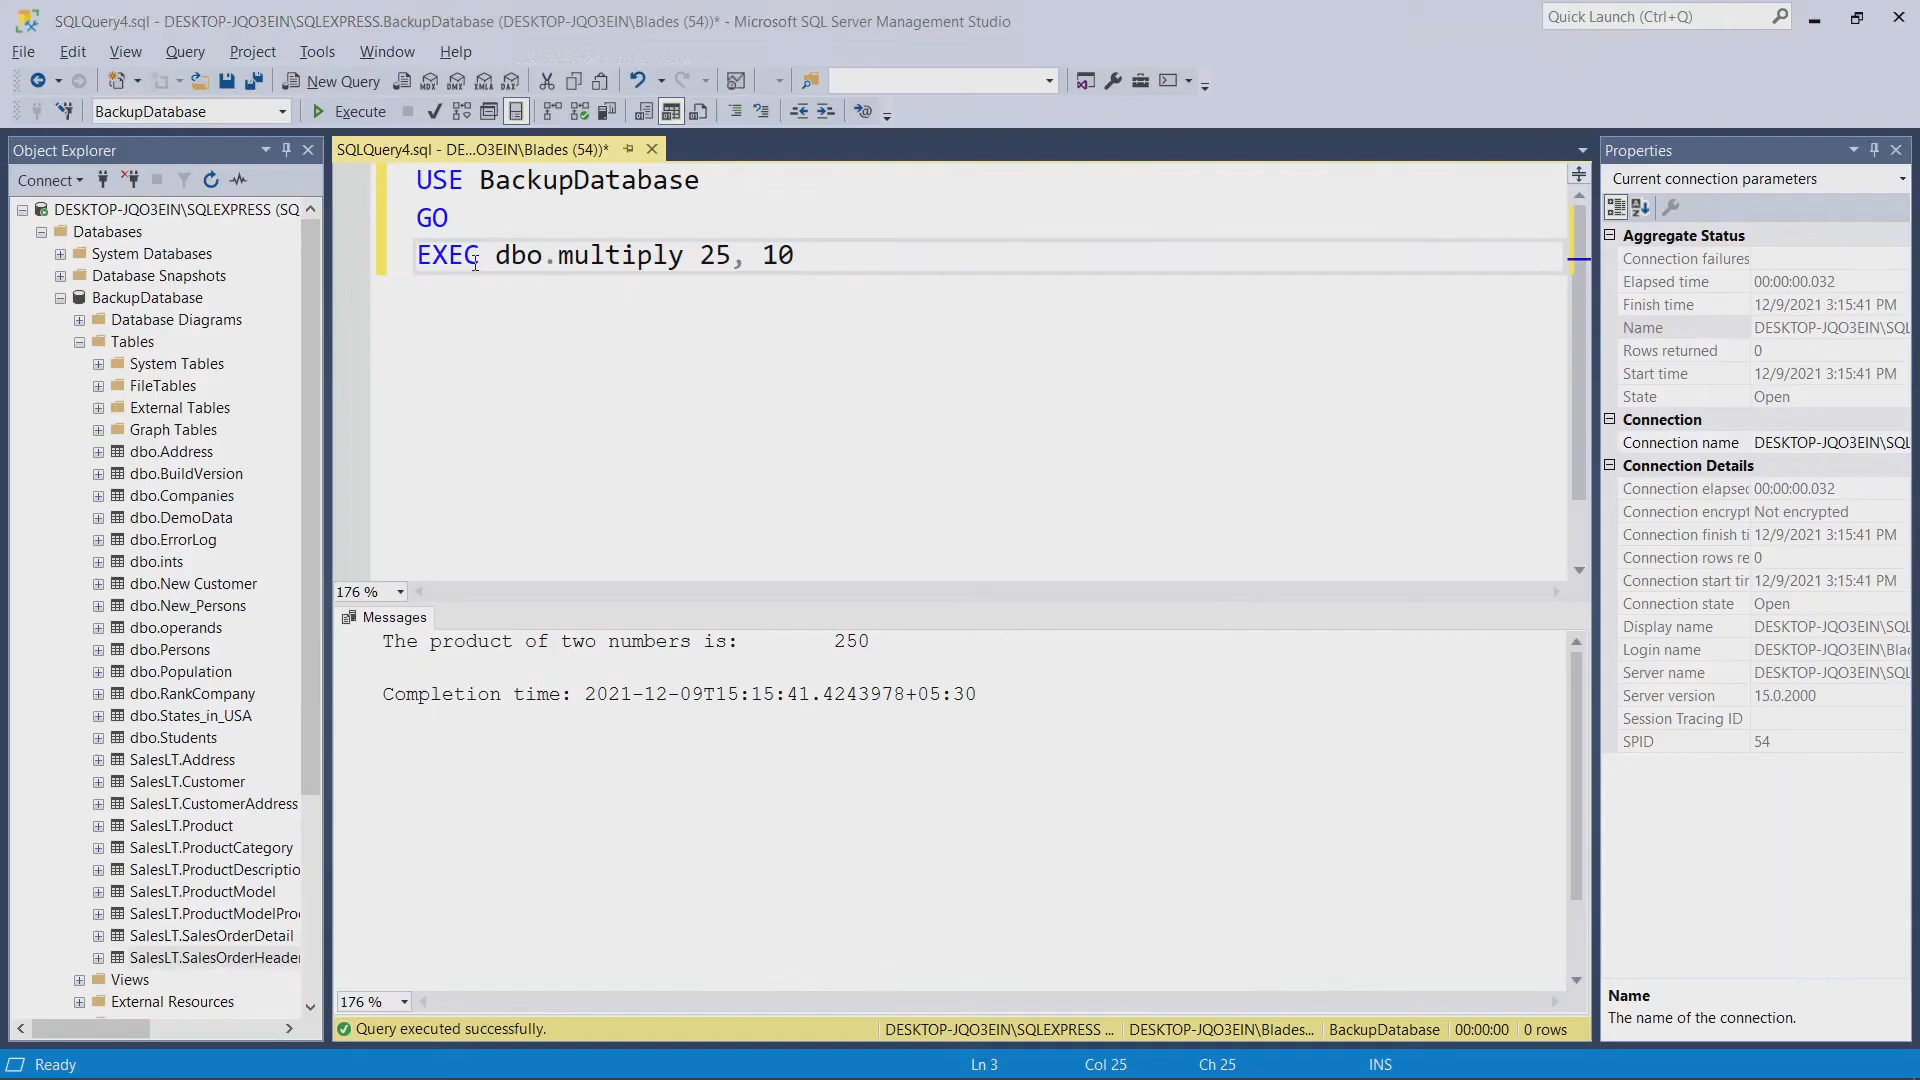 SQLQuery4.sql - DESKTOP-JQO3EIN\SQLEXPRESS.BackupDatabase (DESKTOP-JQO3EIN\Blades (54))* - Microsoft SQL Server Management Studio
Quick Launch (Ctrl+Q)
File Edit View Query Project Tools Window Help
New Query
MDX DMX XMLA DAX
BackupDatabase
Execute
Object Explorer
Connect
DESKTOP-JQO3EIN\SQLEXPRESS (SQ
Databases
System Databases
Database Snapshots
BackupDatabase
Database Diagrams
Tables
System Tables
FileTables
External Tables
Graph Tables
dbo.Address
dbo.BuildVersion
dbo.Companies
dbo.DemoData
dbo.ErrorLog
dbo.ints
dbo.New Customer
dbo.New_Persons
dbo.operands
dbo.Persons
dbo.Population
dbo.RankCompany
dbo.States_in_USA
dbo.Students
SalesLT.Address
SalesLT.Customer
SalesLT.CustomerAddress
SalesLT.Product
SalesLT.ProductCategory
SalesLT.ProductDescriptio
SalesLT.ProductModel
SalesLT.ProductModelPro
SalesLT.SalesOrderDetail
SalesLT.SalesOrderHeader
Views
External Resources
SQLQuery4.sql - DE...O3EIN\Blades (54))*
USE BackupDatabase
GO
EXEC dbo.multiply 25, 10
176 %
Messages
The product of two numbers is: 250
Completion time: 2021-12-09T15:15:41.4243978+05:30
176 %
Query executed successfully.
DESKTOP-JQO3EIN\SQLEXPRESS ... DESKTOP-JQO3EIN\Blades... BackupDatabase 00:00:00 0 rows
Properties
Current connection parameters
Aggregate Status
Connection failures
Elapsed time 00:00:00.032
Finish time 12/9/2021 3:15:41 PM
Name DESKTOP-JQO3EIN\SQL
Rows returned 0
Start time 12/9/2021 3:15:41 PM
State Open
Connection
Connection name DESKTOP-JQO3EIN\SQL
Connection Details
Connection elapsed 00:00:00.032
Connection encrypt Not encrypted
Connection finish ti 12/9/2021 3:15:41 PM
Connection rows re 0
Connection start tir 12/9/2021 3:15:41 PM
Connection state Open
Display name DESKTOP-JQO3EIN\SQL
Login name DESKTOP-JQO3EIN\Bla
Server name DESKTOP-JQO3EIN\SQL
Server version 15.0.2000
Session Tracing ID
SPID 54
Name
The name of the connection.
Ready
Ln 3 Col 25 Ch 25 INS